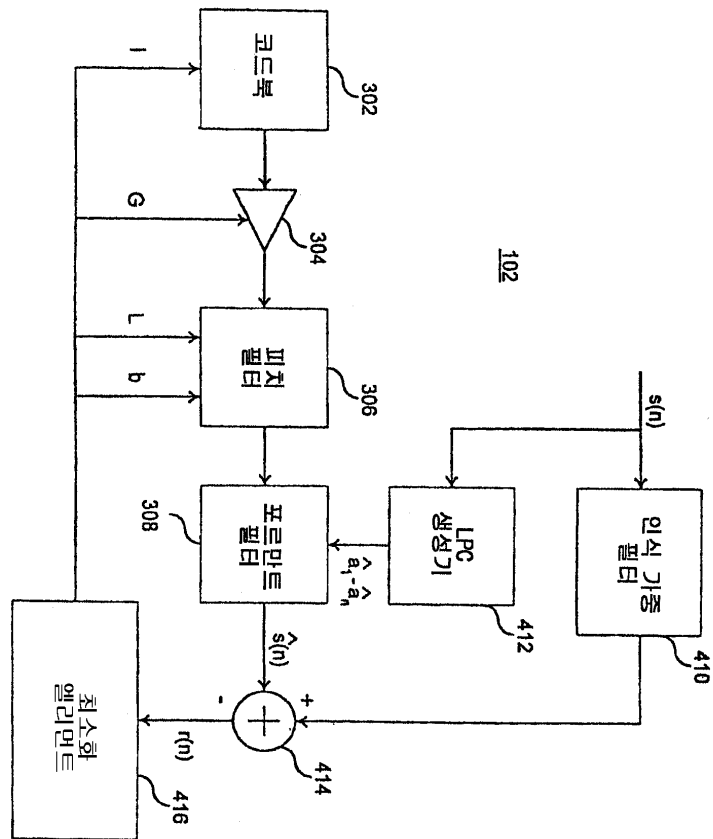 s(n)
인식 가중
필터
410
102
LPC
생성기
412
â₁-âₙ
302
304
306
+
코드북
피치
필터
포르만트
필터
308
ŝ(n)
-
+
414
r(n)
I
G
L
b
최소화
엘리먼트
416